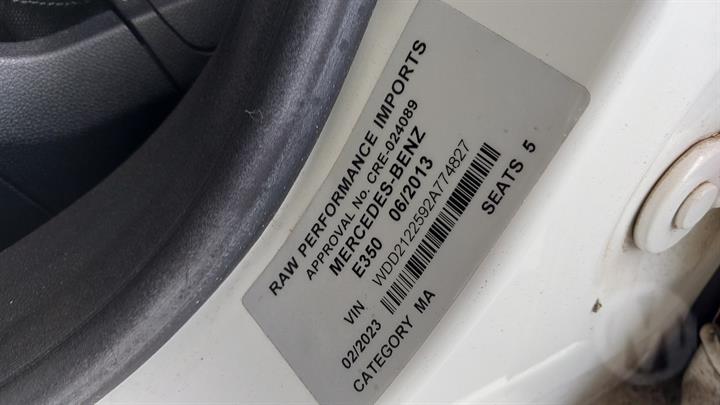 RAW PERFORMANCE IMPORTS
APPROVAL No. CRE-024089
MERCEDES-BENZ
E350 06/2013
VIN WDD2122592A774827
02/2023
SEATS 5
CATEGORY MA